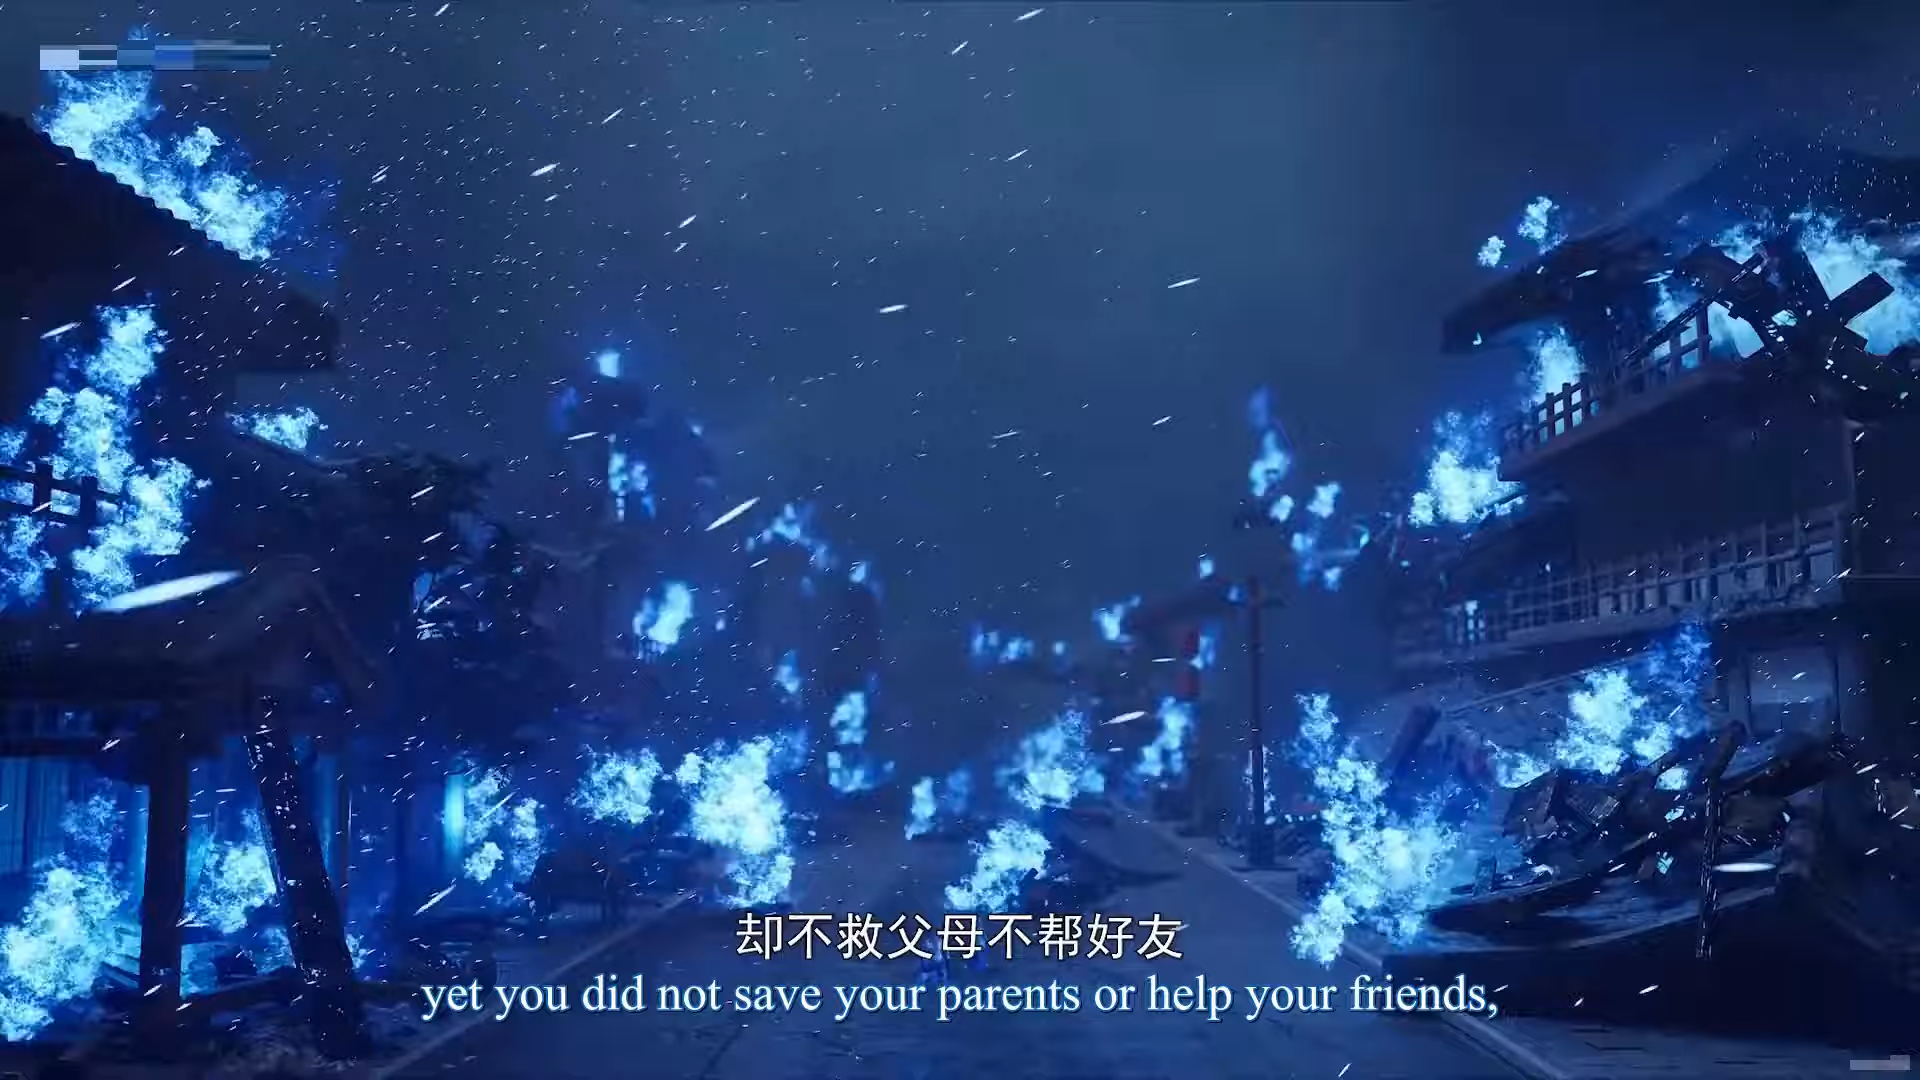 却不救父母不帮好友
yet you did not save your parents or help your friends,